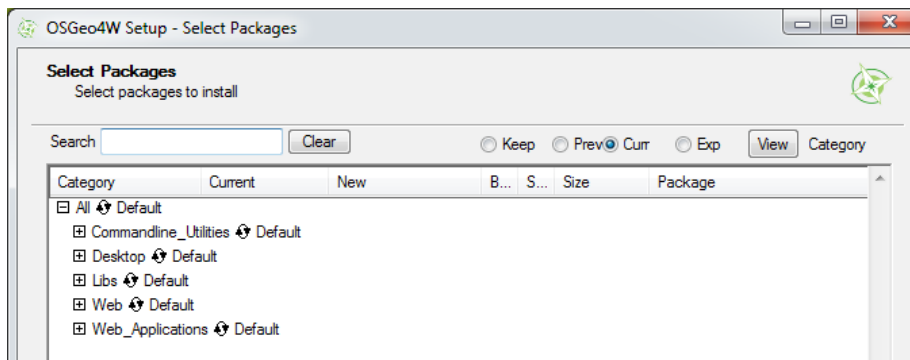 OSGeo4W Setup - Select Packages
Select Packages
Select packages to install
Search Clear Keep Prev Curr Exp View Category
Category Current New B... S... Size Package
All Default
Commandline_Utilities Default
Desktop Default
Libs Default
Web Default
Web_Applications Default